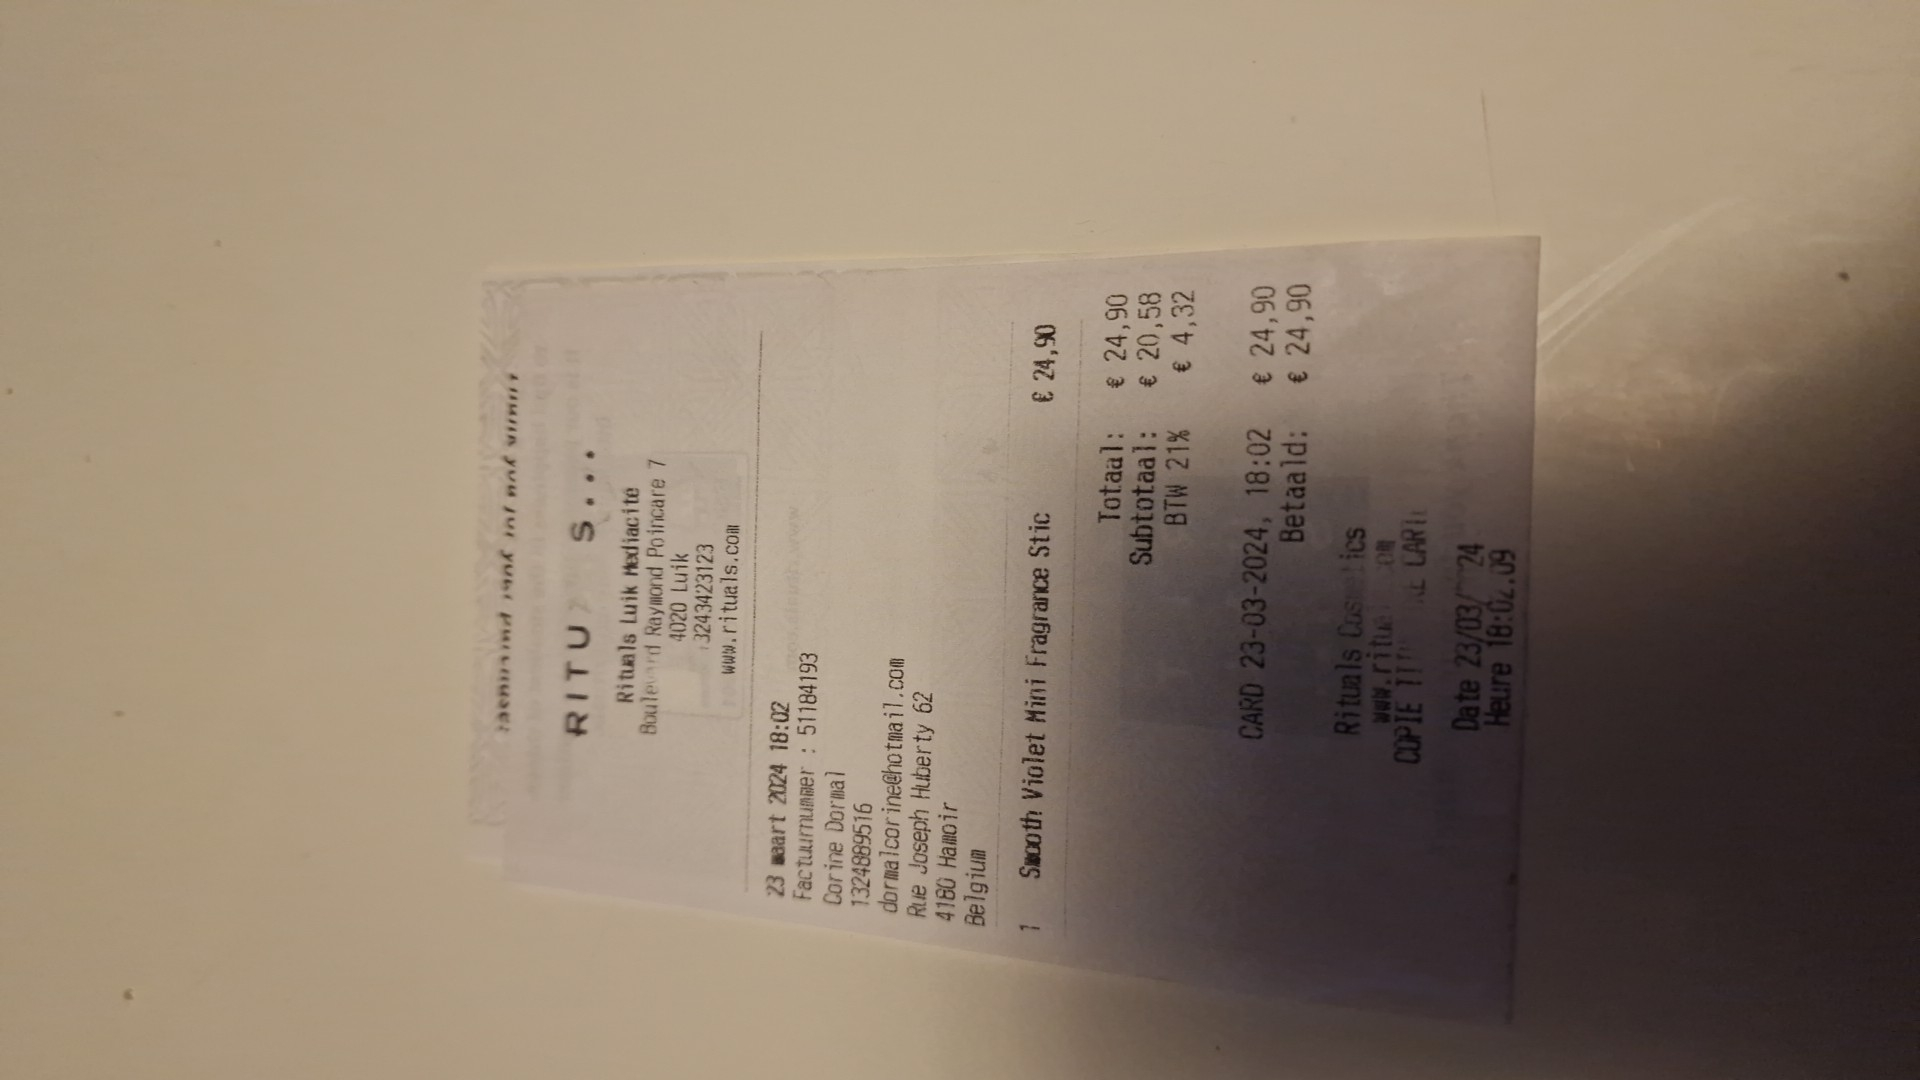 RITU S...
Rituals Luik Mediacite
Boulevard Raymond Poincare 7
4020 Luik
3243423123
www.rituals.com
23 maart 2024 18:02
Factuurnummer : 51184193
Corine Dormal
1324889516
dormalcorine@hotmail.com
Rue Joseph Huberty 62
4180 Hamoir
Belgium
1 Smooth Violet Mini Fragrance Stic € 24,90
Totaal: € 24,90
Subtotaal: € 20,58
BTW 21% € 4,32
CARD 23-03-2024, 18:02 € 24,90
Betaald: € 24,90
Rituals Cosmetics
COPIE
Date 23/03/ 24
Heure 18:02:09